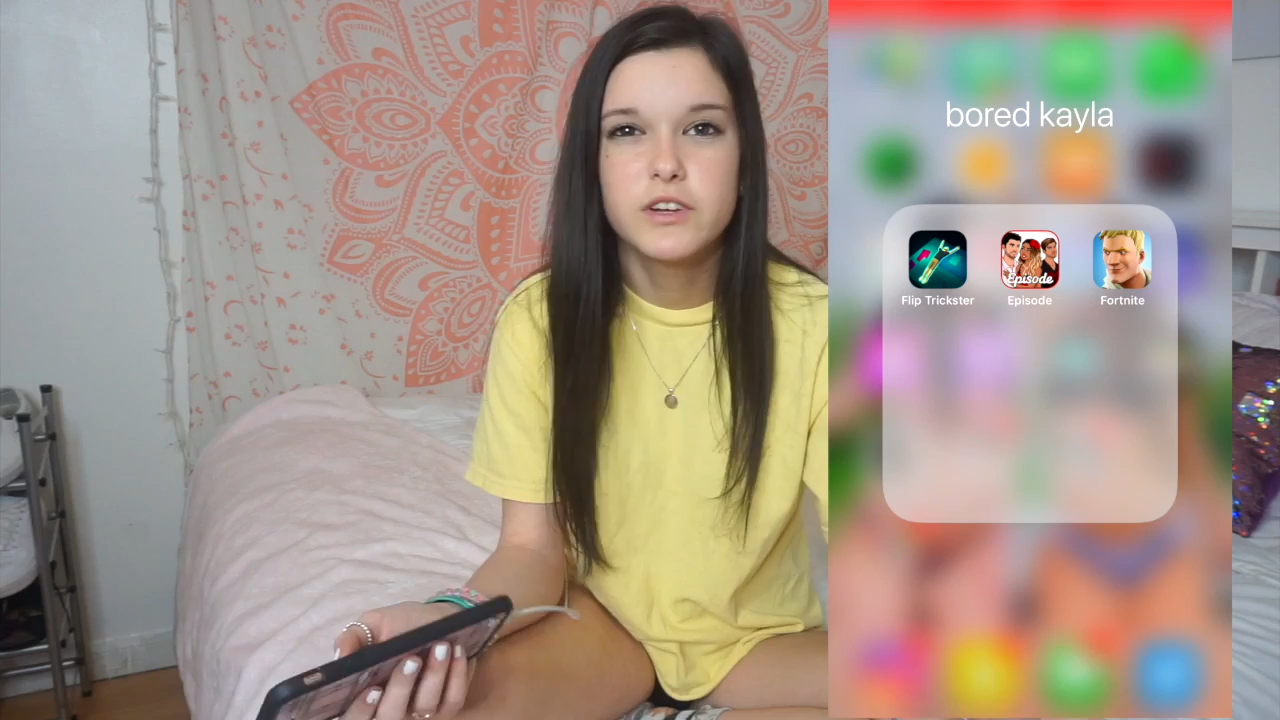 bored kayla
Episode
Flip Trickster
Episode
Fortnite